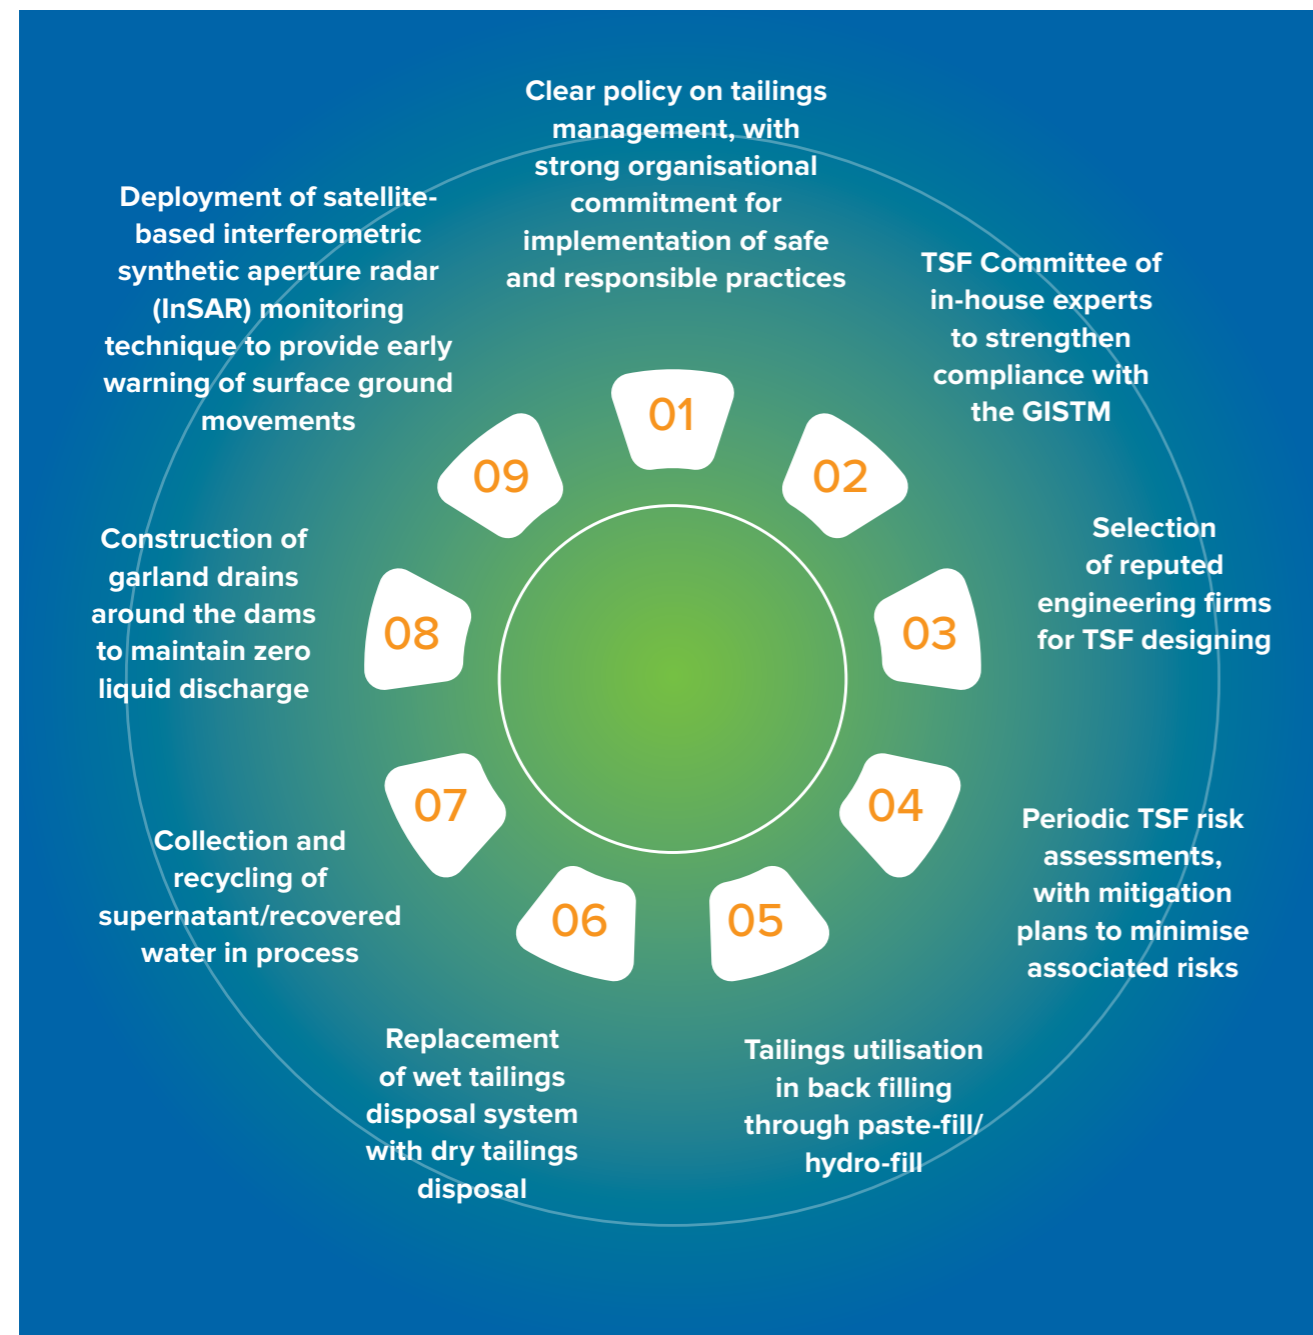 01
Clear policy on tailings
management, with
strong organisational
commitment for
implementation of safe
and responsible practices
02
TSF Committee of
in-house experts
to strengthen
compliance with
the GISTM
03
Selection
of reputed
engineering firms
for TSF designing
04
Periodic TSF risk
assessments,
with mitigation
plans to minimise
associated risks
05
Tailings utilisation
in back filling
through paste-fill/
hydro-fill
06
Replacement
of wet tailings
disposal system
with dry tailings
disposal
07
Collection and
recycling of
supernatant/recovered
water in process
08
Construction of
garland drains
around the dams
to maintain zero
liquid discharge
09
Deployment of satellite-
based interferometric
synthetic aperture radar
(InSAR) monitoring
technique to provide early
warning of surface ground
movements